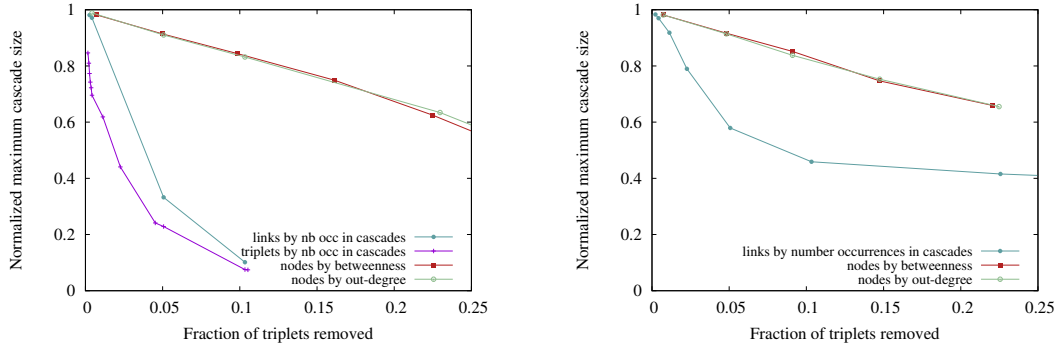 Normalized maximum cascade size
1
0.8
0.6
0.4
0.2
0
links by nb occ in cascades
triplets by nb occ in cascades
nodes by betweenness
nodes by out-degree
0
0.05
0.1
0.15
0.2
0.25
Fraction of triplets removed
Normalized maximum cascade size
1
0.8
0.6
0.4
0.2
0
links by number occurrences in cascades
nodes by betweenness
nodes by out-degree
0
0.05
0.1
0.15
0.2
0.25
Fraction of triplets removed